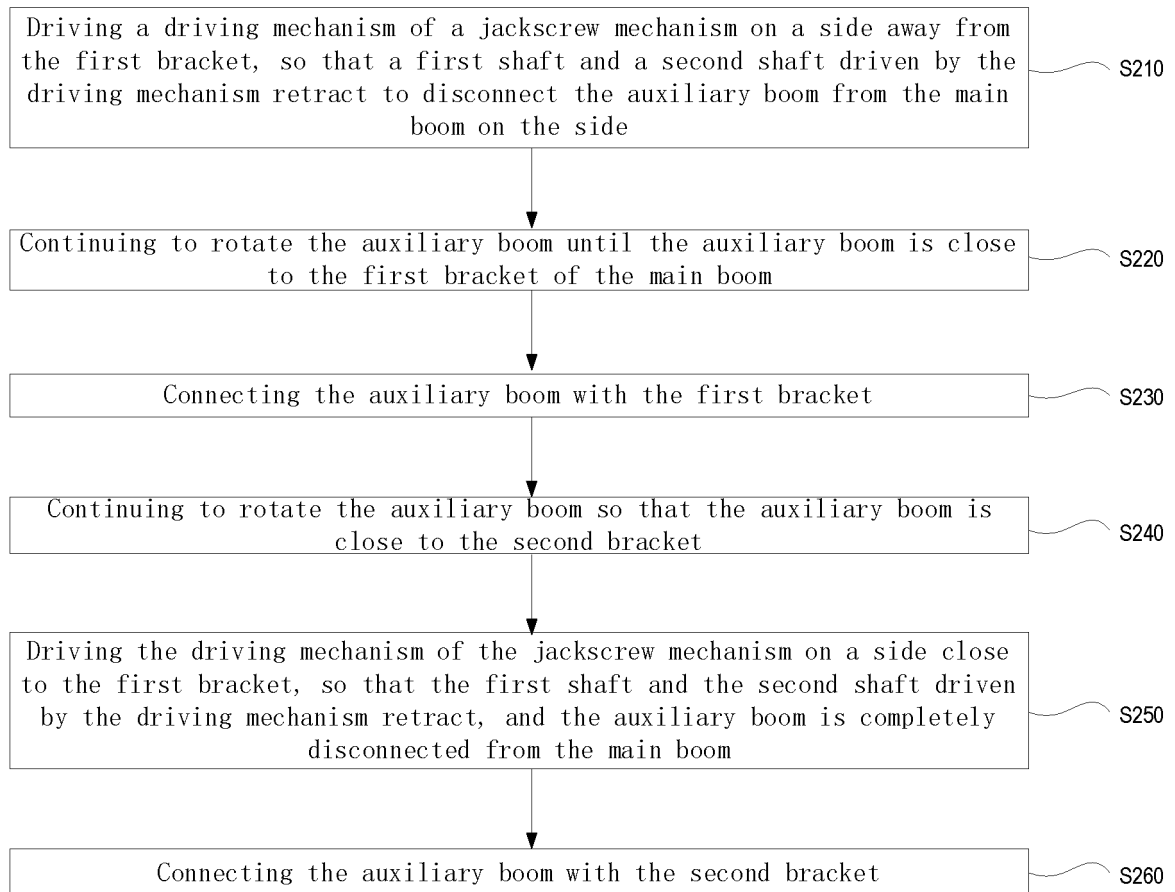 Driving a driving mechanism of a jackscrew mechanism on a side away from
the first bracket, so that a first shaft and a second shaft driven by the
driving mechanism retract to disconnect the auxiliary boom from the main
boom on the side
S210
Continuing to rotate the auxiliary boom until the auxiliary boom is close
to the first bracket of the main boom
S220
Connecting the auxiliary boom with the first bracket
S230
Continuing to rotate the auxiliary boom so that the auxiliary boom is
close to the second bracket
S240
Driving the driving mechanism of the jackscrew mechanism on a side close
to the first bracket, so that the first shaft and the second shaft driven
by the driving mechanism retract, and the auxiliary boom is completely
disconnected from the main boom
S250
Connecting the auxiliary boom with the second bracket
S260